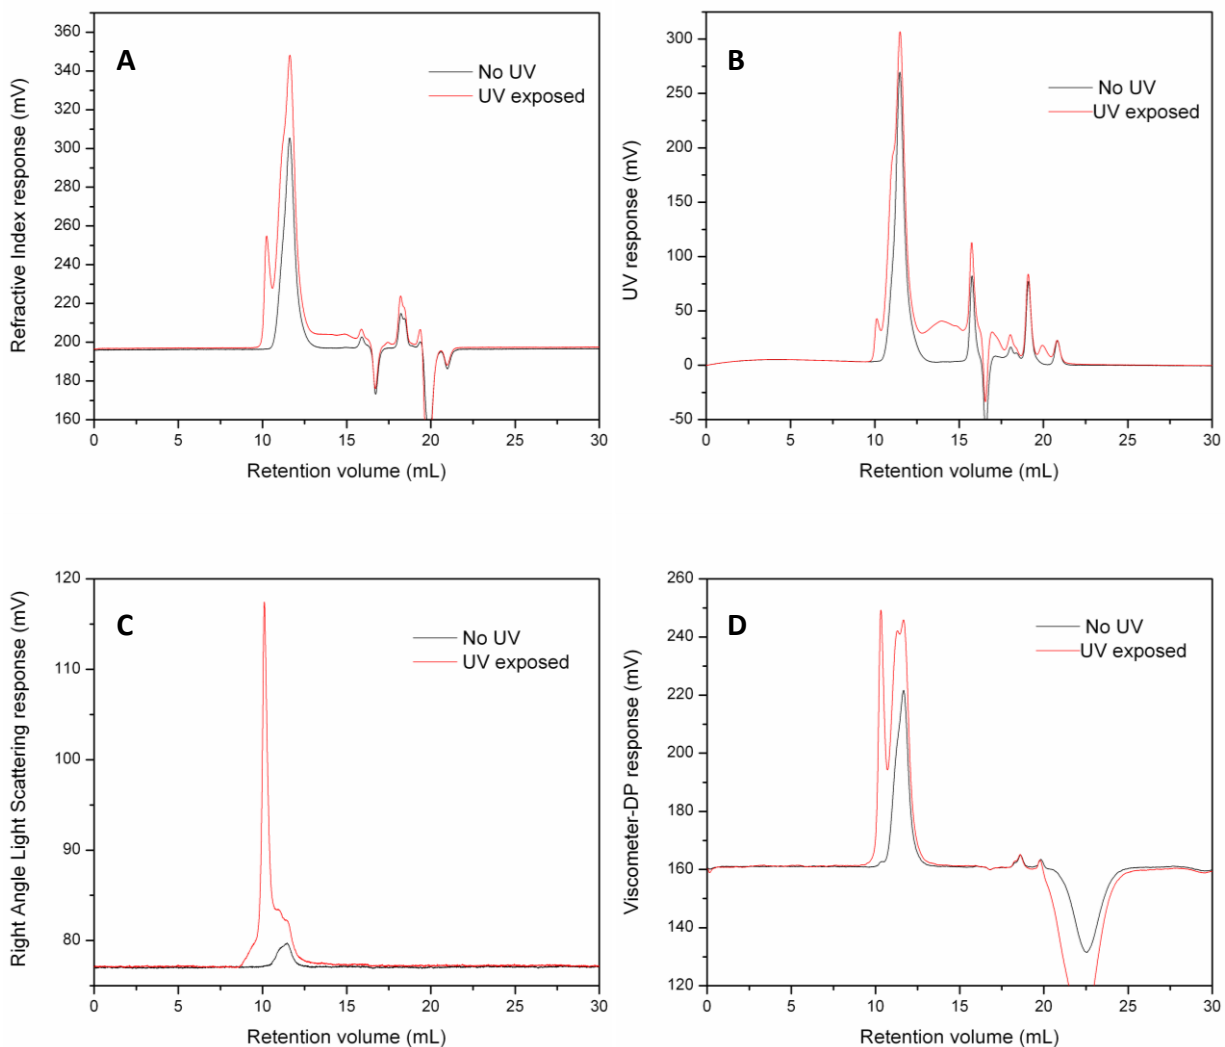 A
No UV
UV exposed
Refractive Index response (mV)
360
340
320
300
280
260
240
220
200
180
160
0 5 10 15 20 25 30
Retention volume (mL)
B
No UV
UV exposed
UV response (mV)
300
250
200
150
100
50
0
-50
0 5 10 15 20 25 30
Retention volume (mL)
C
No UV
UV exposed
Right Angle Light Scattering response (mV)
120
110
100
90
80
0 5 10 15 20 25 30
Retention volume (mL)
D
No UV
UV exposed
Viscometer-DP response (mV)
260
240
220
200
180
160
140
120
0 5 10 15 20 25 30
Retention volume (mL)